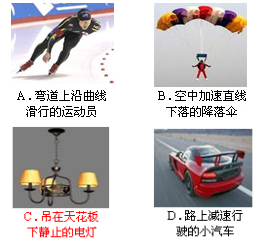 A.弯道上沿曲线
滑行的运动员
B.空中加速直线
下落的降落伞
C.吊在天花板
下静止的电灯
D.路上减速行
驶的小汽车